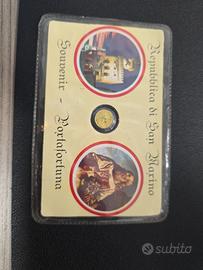 Repubblica di San Marino
Souvenir - Portafortuna
subito